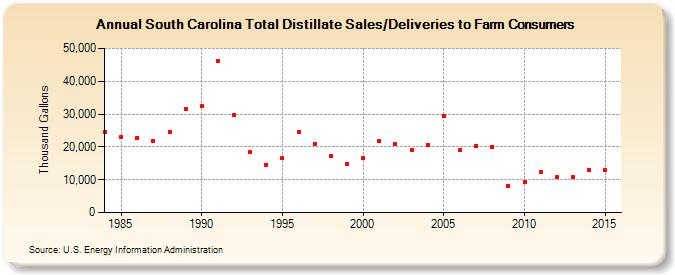 Annual South Carolina Total Distillate Sales/Deliveries to Farm Consumers
Thousand Gallons
50,000
40,000
30,000
20,000
10,000
0
1985 1990 1995 2000 2005 2010 2015
Source: U.S. Energy Information Administration